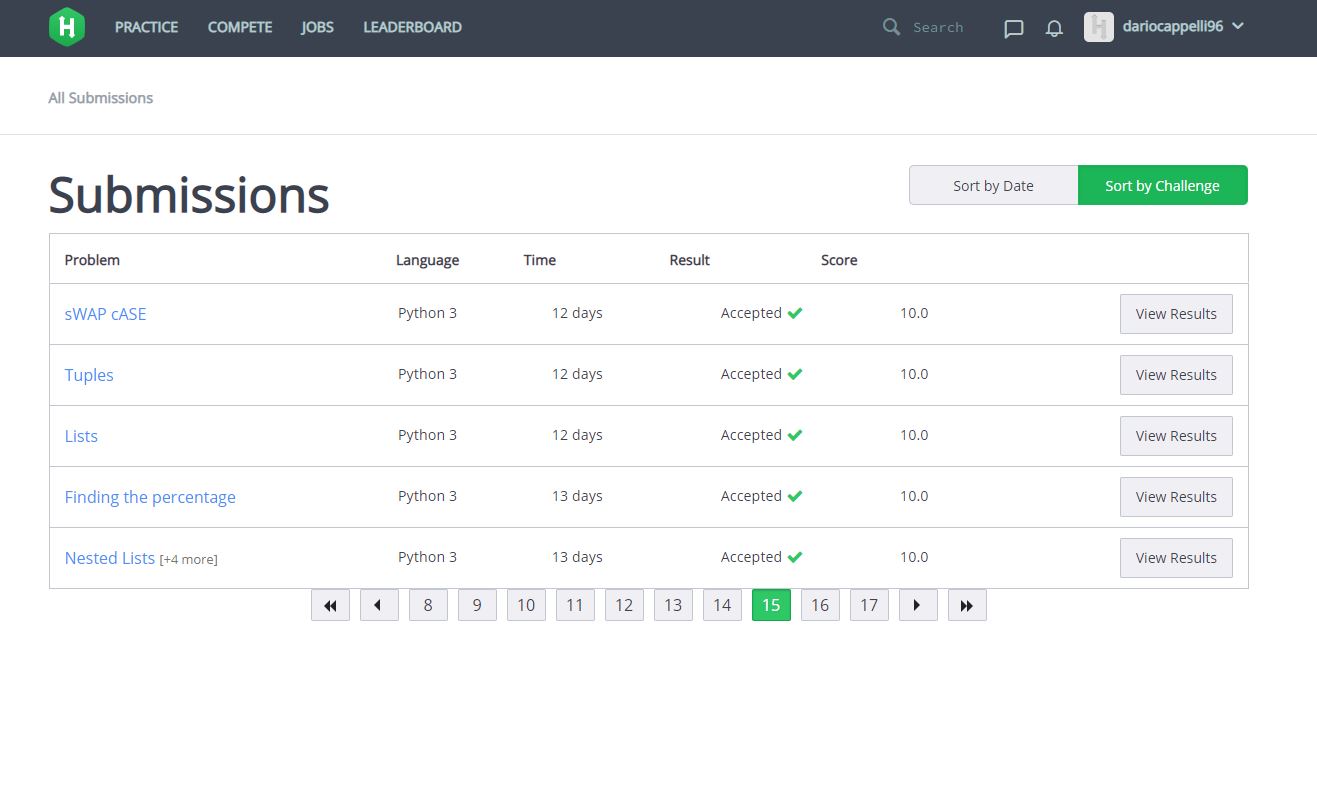 H PRACTICE COMPETE JOBS LEADERBOARD Search dariocappelli96
All Submissions
Submissions Sort by Date Sort by Challenge
Problem Language Time Result Score
sWAP cASE Python 3 12 days Accepted 10.0 View Results
Tuples Python 3 12 days Accepted 10.0 View Results
Lists Python 3 12 days Accepted 10.0 View Results
Finding the percentage Python 3 13 days Accepted 10.0 View Results
Nested Lists [+4 more] Python 3 13 days Accepted 10.0 View Results
8 9 10 11 12 13 14 15 16 17